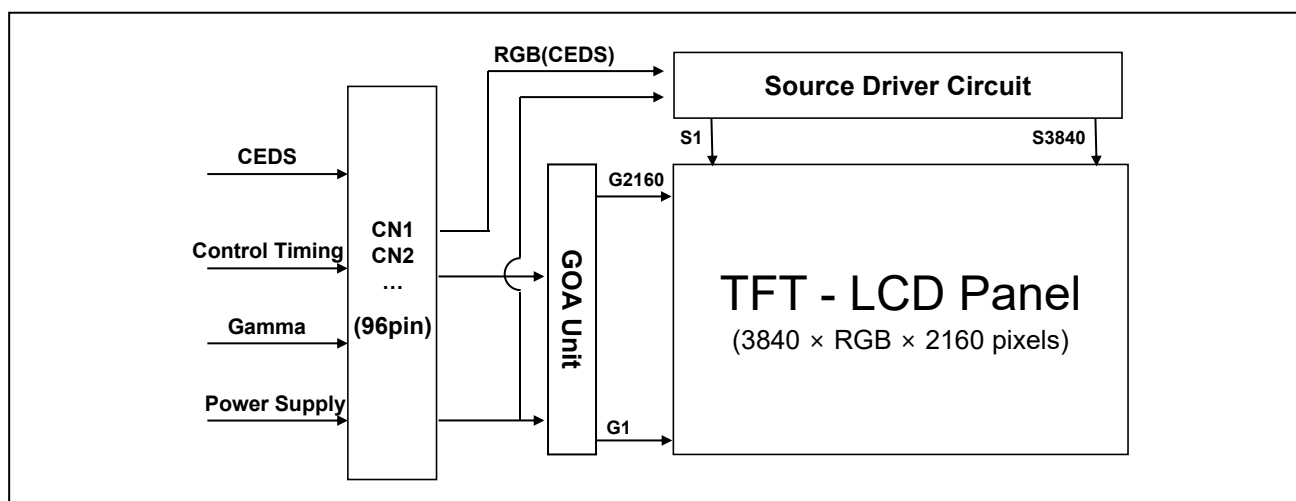 RGB(CEDS)
Source Driver Circuit
S1
S3840
CEDS
Control Timing
Gamma
Power Supply
CN1
CN2
…
(96pin)
GOA Unit
G2160
G1
TFT - LCD Panel
(3840 × RGB × 2160 pixels)